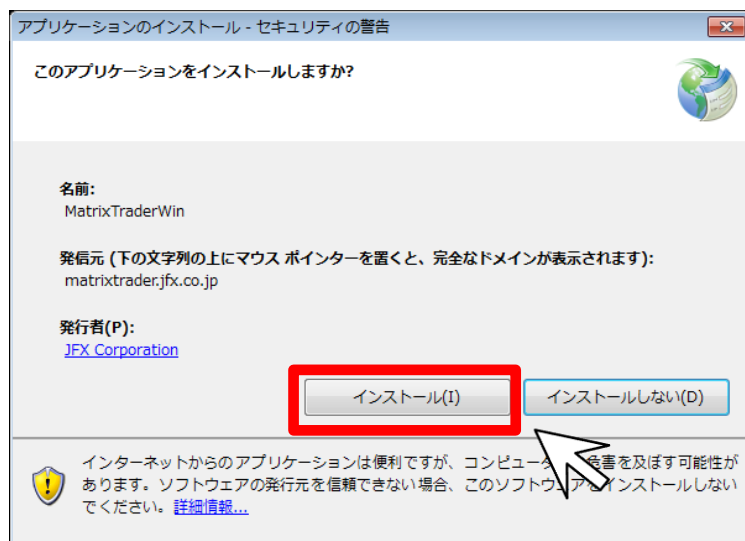 アプリケーションのインストール - セキュリティの警告
このアプリケーションをインストールしますか?
名前:
MatrixTraderWin
発信元 (下の文字列の上にマウス ポインターを置くと、完全なドメインが表示されます):
matrixtrader.jfx.co.jp
発行者(P):
JFX Corporation
インストール(I) インストールしない(D)
インターネットからのアプリケーションは便利ですが、コンピュータ 危害を及ぼす可能性が
あります。ソフトウェアの発行元を信頼できない場合、このソフトウェアをインストールしない
でください。詳細情報...